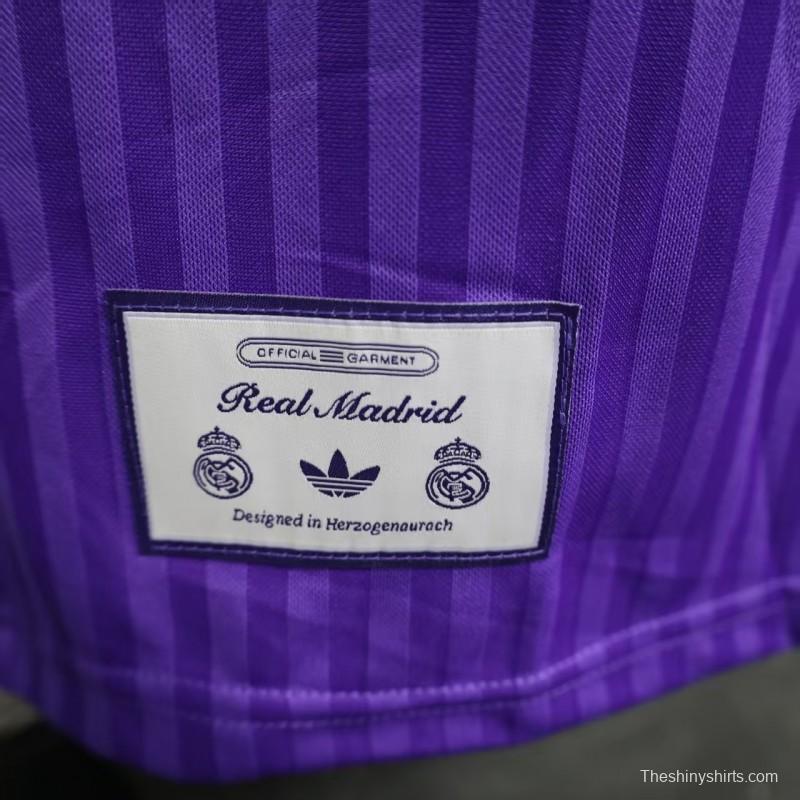 OFFICIAL GARMENT
Real Madrid
Designed in Herzogenaurach
Theshinyshirts.com